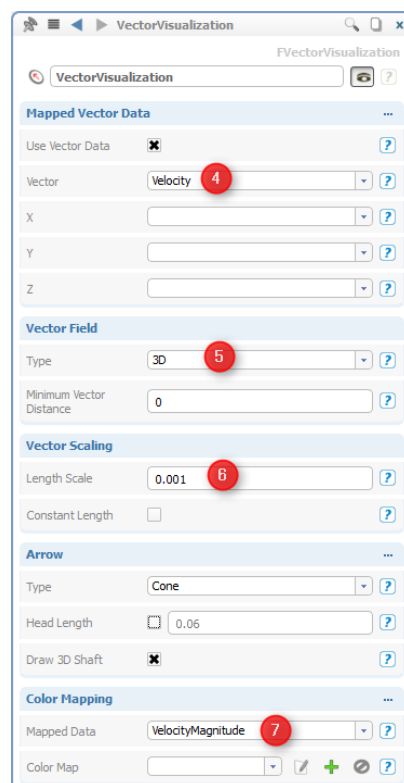 VectorVisualization
x
FVectorVisualization
VectorVisualization
?
Mapped Vector Data
...
Use Vector Data
?
Vector
Velocity
4
?
X
?
Y
?
Z
?
Vector Field
Type
3D
5
?
Minimum Vector
Distance
0
?
Vector Scaling
Length Scale
0.001
6
?
Constant Length
?
Arrow
...
Type
Cone
?
Head Length
0.06
?
Draw 3D Shaft
?
Color Mapping
...
Mapped Data
VelocityMagnitude
7
?
Color Map
?